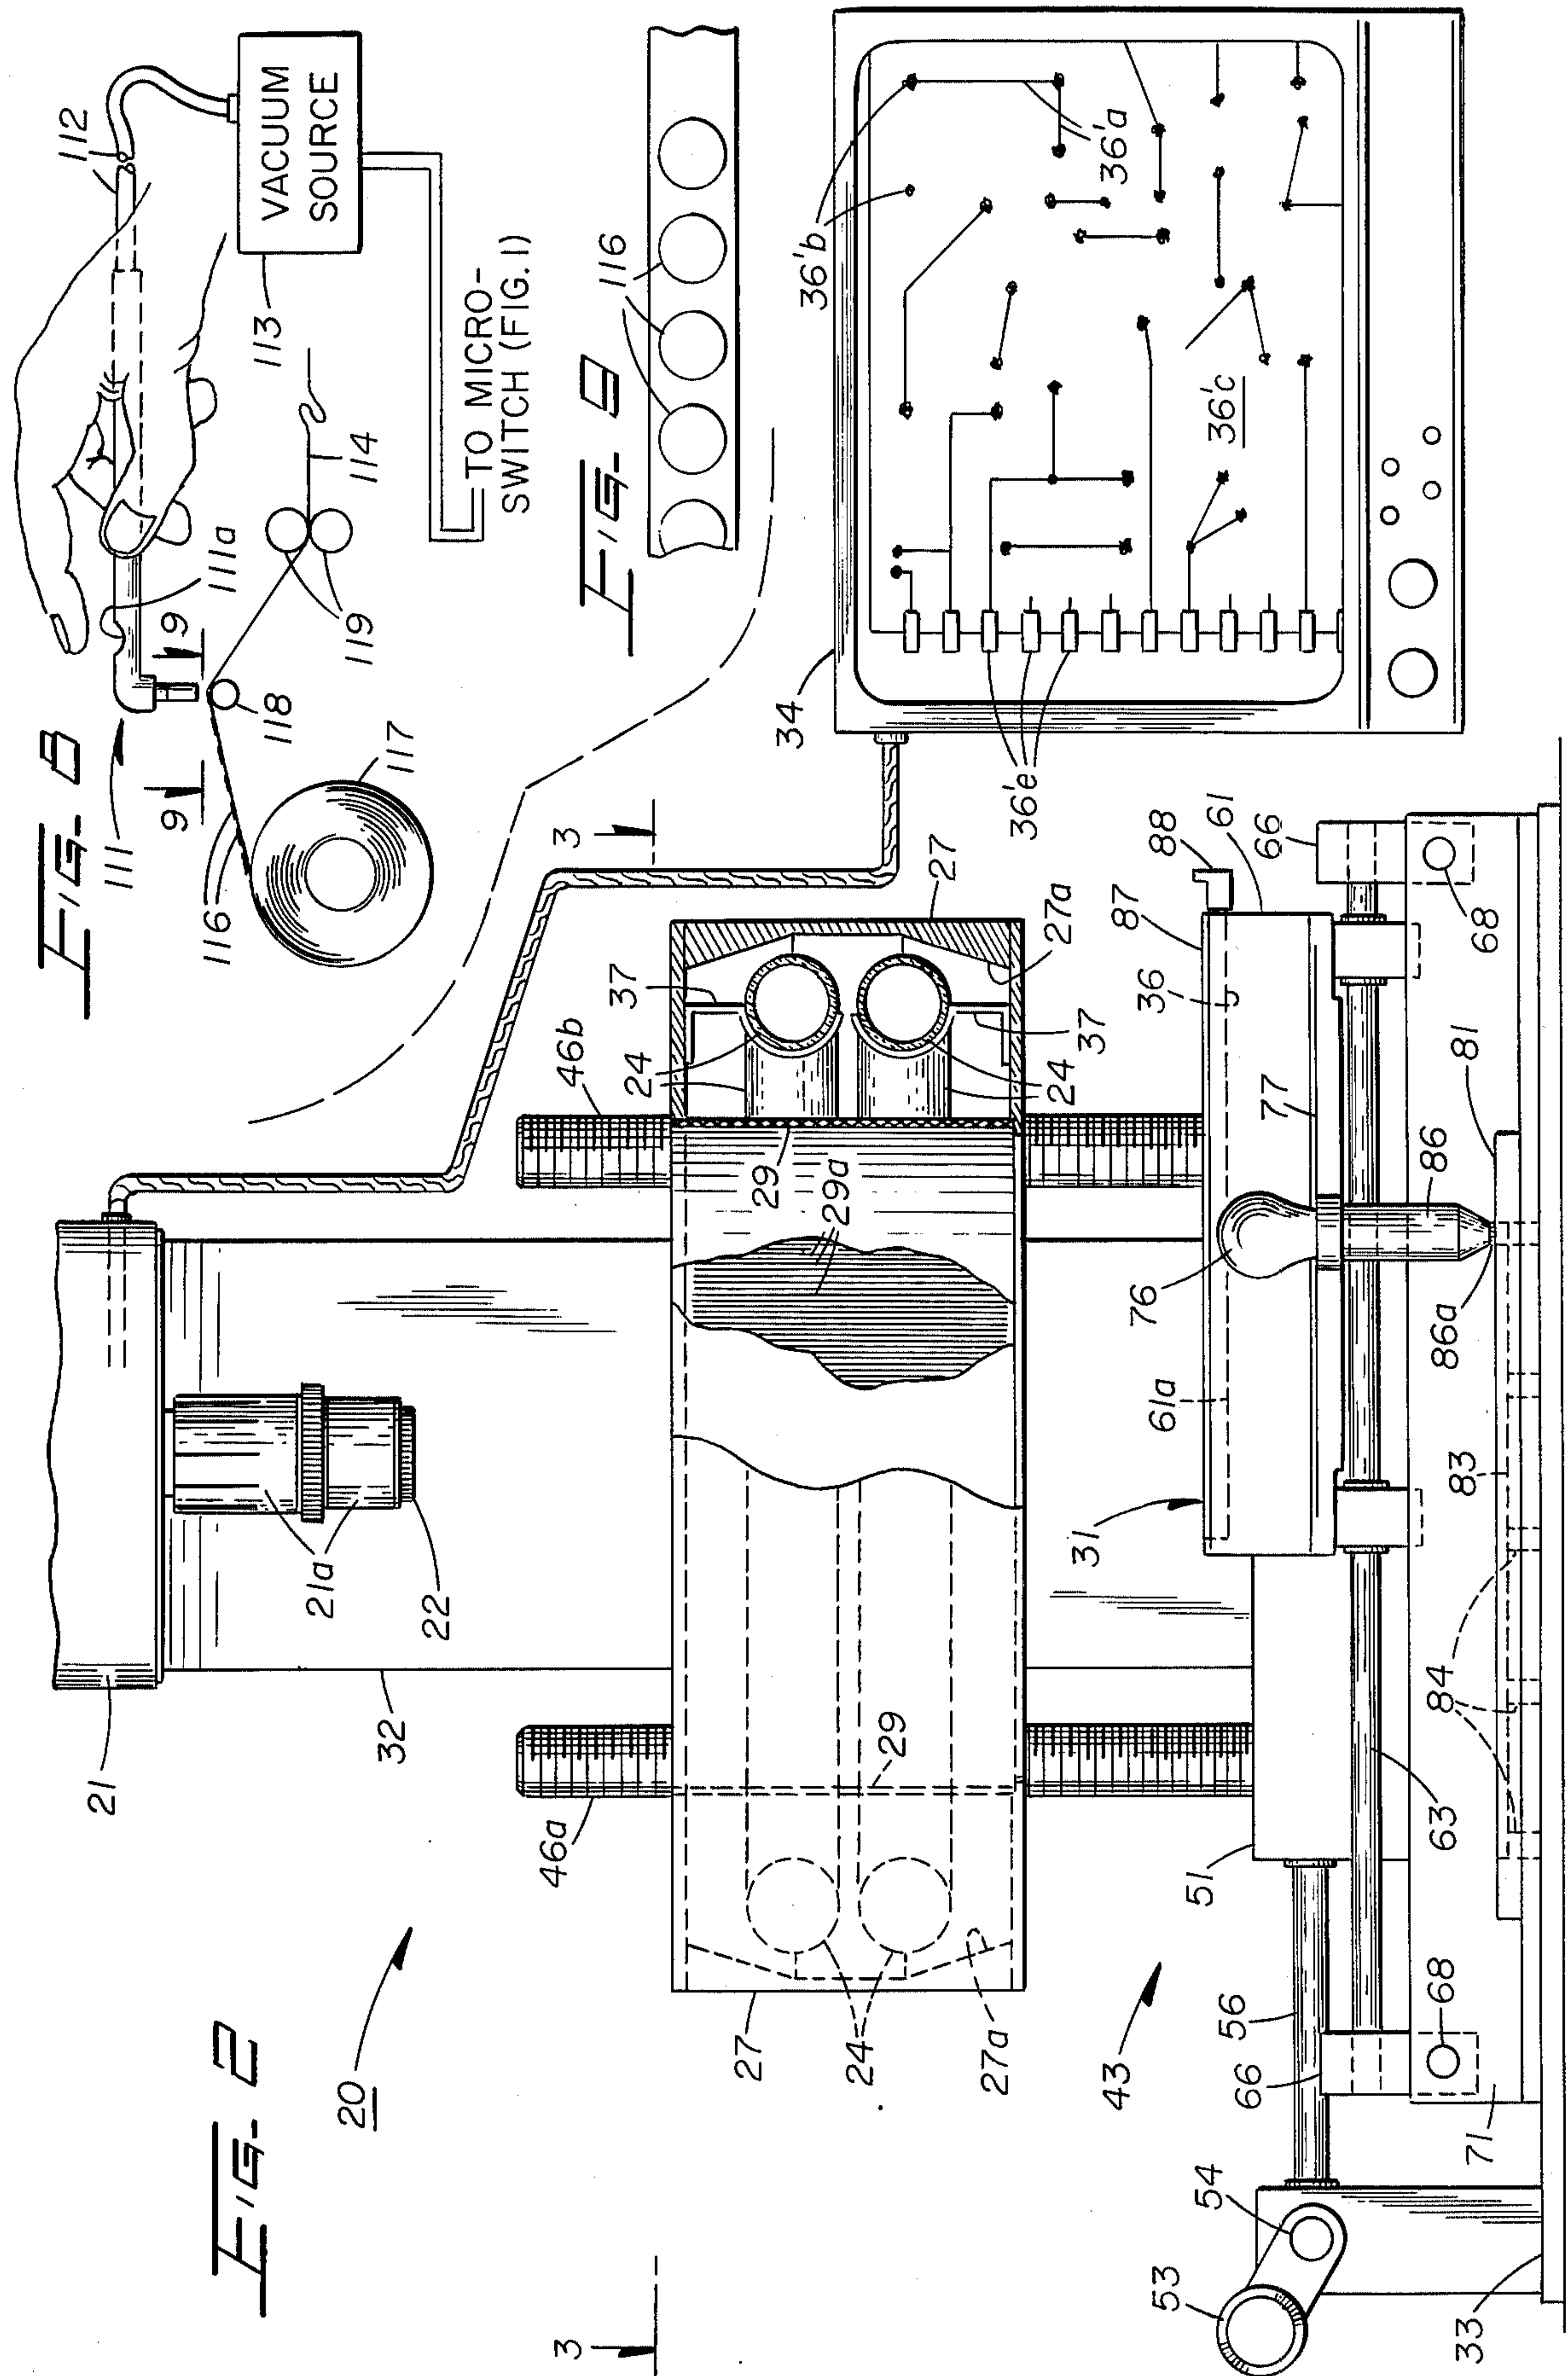 FIG. 8
111
111a
112
VACUUM
SOURCE
113
TO MICRO-
SWITCH (FIG. 1)
114
119
118
117
116
9
9
FIG. 9
116
FIG. 2
20
21
21a
22
32
46a
46b
29
29
29a
24
24
24
37
37
27
27
27a
27a
3
3
34
36'b
36'a
36'c
36'e
43
31
61a
76
77
36
87
88
61
66
66
68
68
51
56
63
84
83
86a
86
81
71
54
53
33